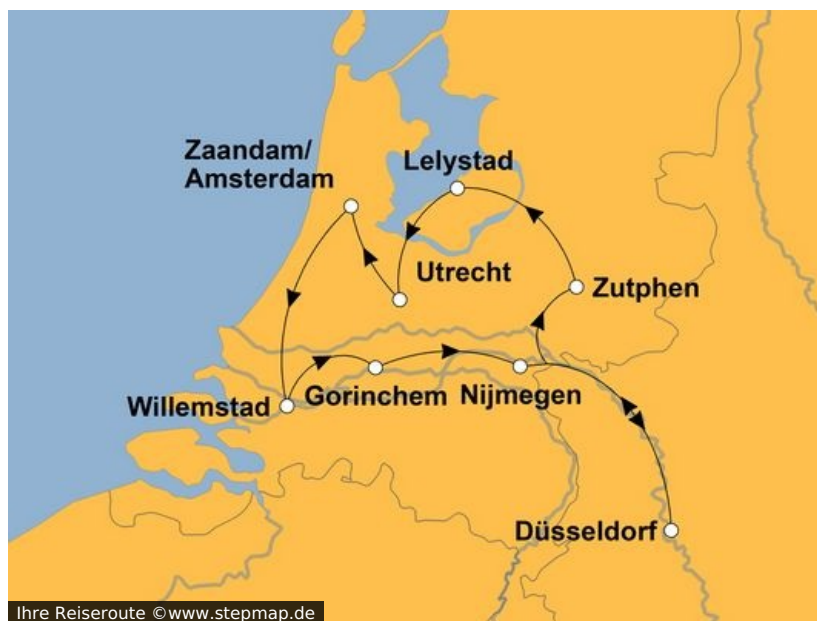 Zaandam/
Amsterdam
Lelystad
Utrecht
Zutphen
Willemstad
Gorinchem
Nijmegen
Düsseldorf
Ihre Reiseroute ©www.stepmap.de